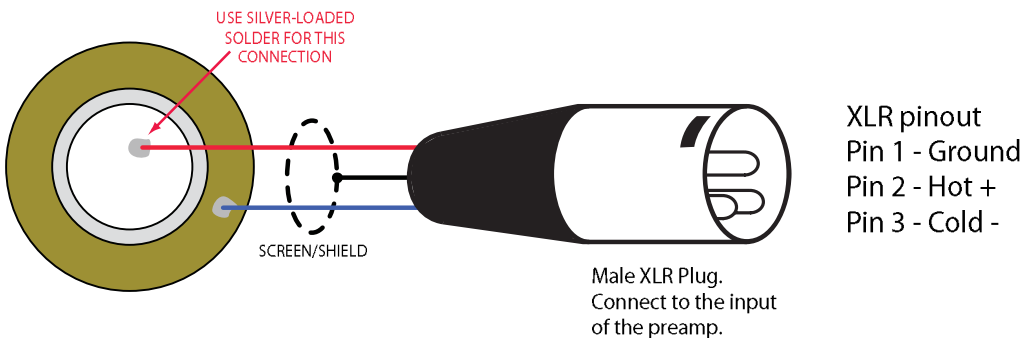 USE SILVER-LOADED
SOLDER FOR THIS
CONNECTION
SCREEN/SHIELD
XLR pinout
Pin 1 - Ground
Pin 2 - Hot +
Pin 3 - Cold -
Male XLR Plug.
Connect to the input
of the preamp.